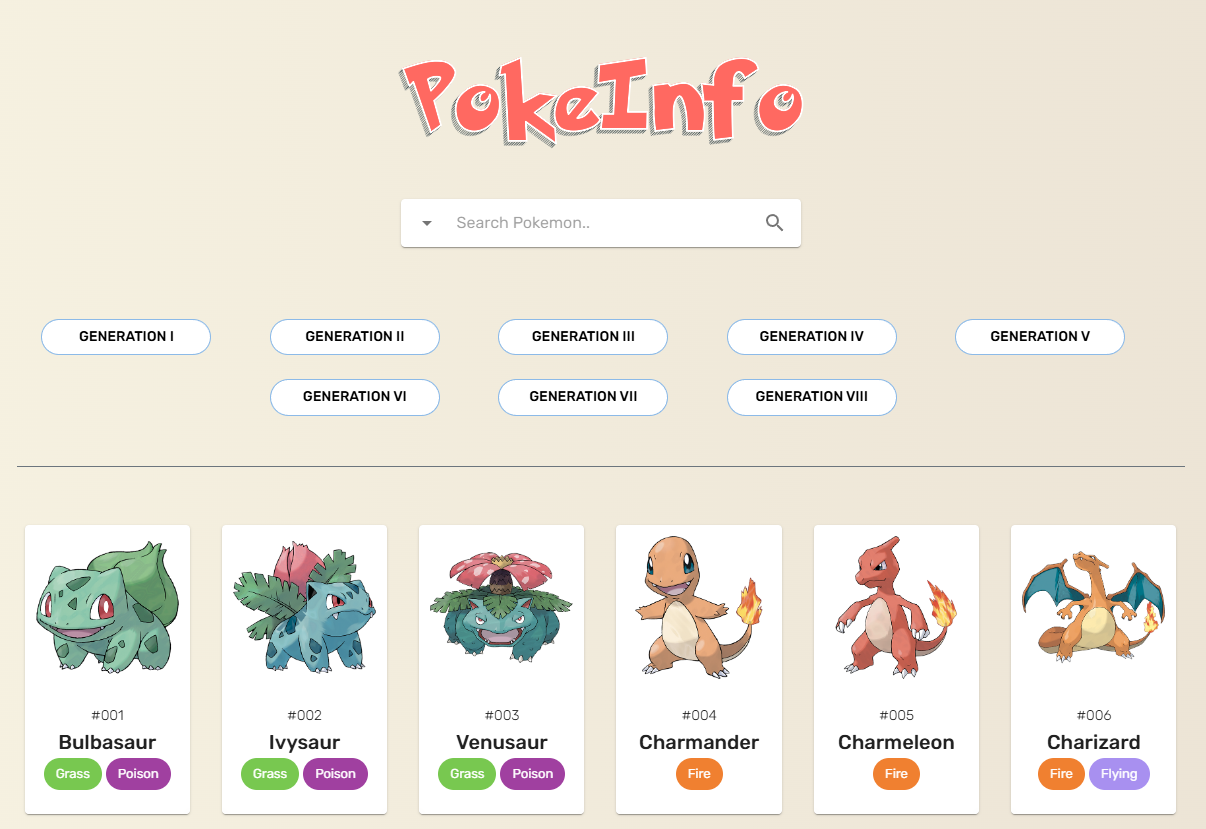 PokeInfo
Search Pokemon..
GENERATION I GENERATION II GENERATION III GENERATION IV GENERATION V
GENERATION VI GENERATION VII GENERATION VIII
#001 #002 #003 #004 #005 #006
Bulbasaur Ivysaur Venusaur Charmander Charmeleon Charizard
Grass Poison Grass Poison Grass Poison Fire Fire Fire Flying